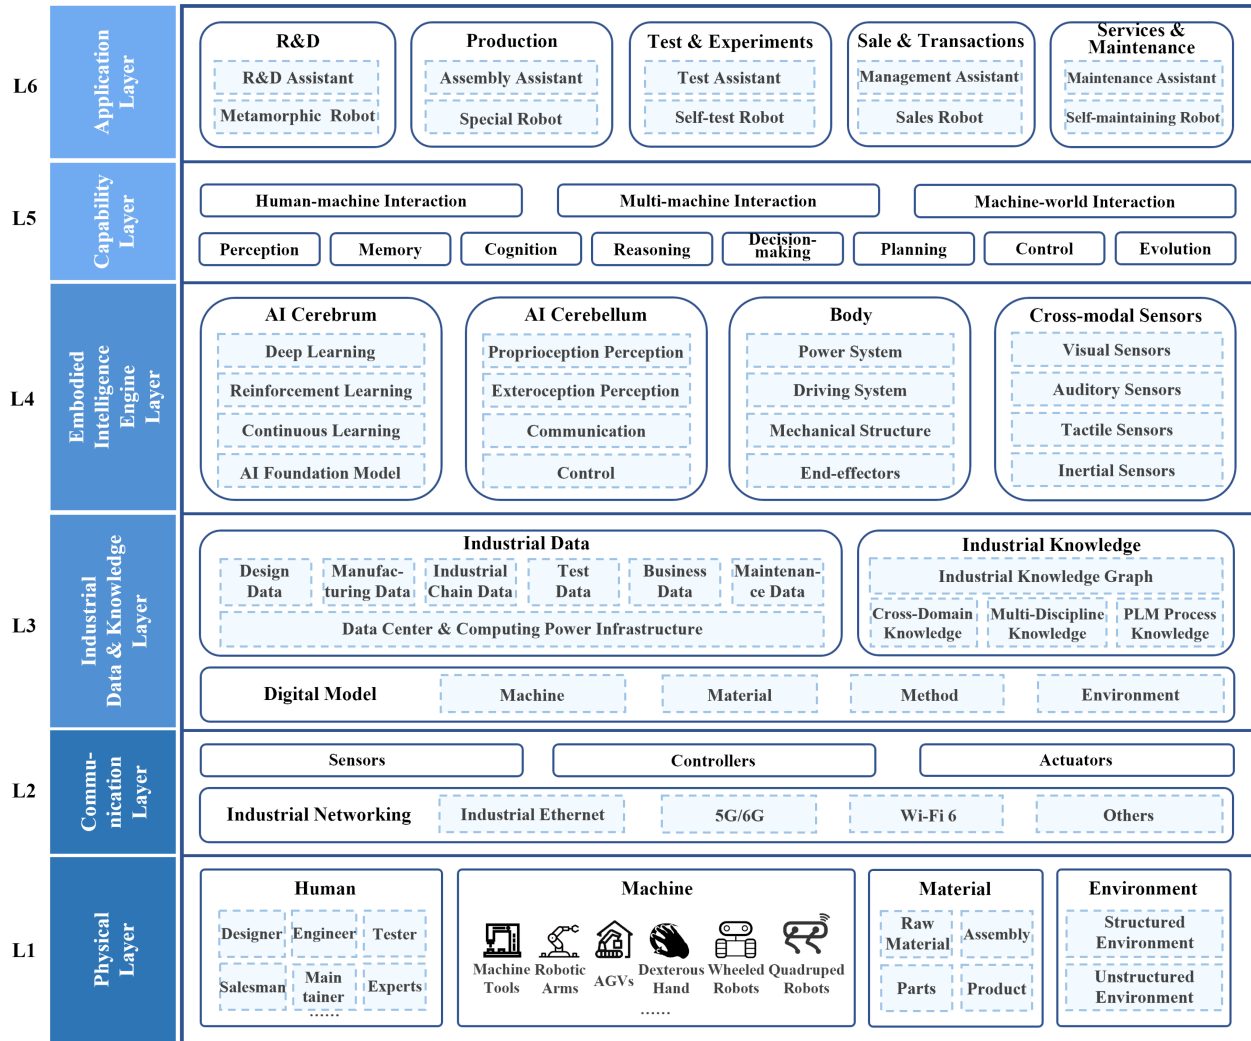 L6
Application
Layer
R&D
R&D Assistant
Metamorphic Robot
Production
Assembly Assistant
Special Robot
Test & Experiments
Test Assistant
Self-test Robot
Sale & Transactions
Management Assistant
Sales Robot
Services &
Maintenance
Maintenance Assistant
Self-maintaining Robot
L5
Capability
Layer
Human-machine Interaction
Multi-machine Interaction
Machine-world Interaction
Perception
Memory
Cognition
Reasoning
Decision-
making
Planning
Control
Evolution
L4
Embodied
Intelligence
Engine
Layer
AI Cerebrum
Deep Learning
Reinforcement Learning
Continuous Learning
AI Foundation Model
AI Cerebellum
Proprioception Perception
Exteroception Perception
Communication
Control
Body
Power System
Driving System
Mechanical Structure
End-effectors
Cross-modal Sensors
Visual Sensors
Auditory Sensors
Tactile Sensors
Inertial Sensors
L3
Industrial
Data & Knowledge
Layer
Industrial Data
Design
Data
Manufac-
turing Data
Industrial
Chain Data
Test
Data
Business
Data
Maintenan-
ce Data
Data Center & Computing Power Infrastructure
Industrial Knowledge
Industrial Knowledge Graph
Cross-Domain
Knowledge
Multi-Discipline
Knowledge
PLM Process
Knowledge
Digital Model
Machine
Material
Method
Environment
L2
Commu-
nication
Layer
Sensors
Controllers
Actuators
Industrial Networking
Industrial Ethernet
5G/6G
Wi-Fi 6
Others
L1
Physical
Layer
Human
Designer
Engineer
Tester
Salesman
Main
tainer
Experts
......
Machine
Machine
Tools
Robotic
Arms
AGVs
Dexterous
Hand
Wheeled
Robots
Quadruped
Robots
......
Material
Raw
Material
Assembly
Parts
Product
Environment
Structured
Environment
Unstructured
Environment